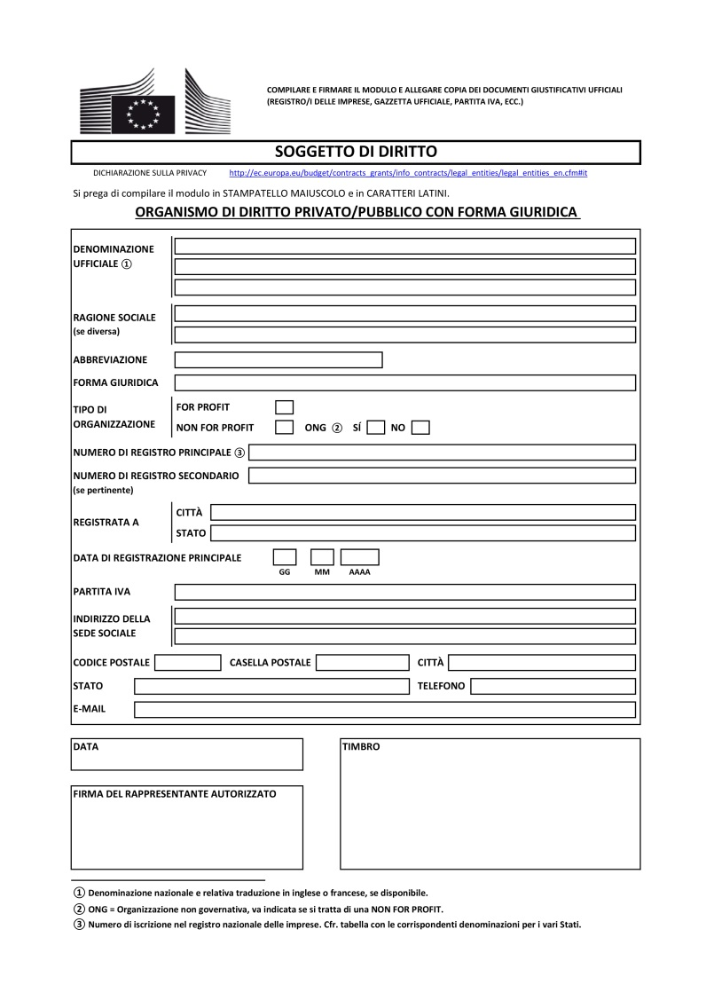 COMPILARE E FIRMARE IL MODULO E ALLEGARE COPIA DEI DOCUMENTI GIUSTIFICATIVI UFFICIALI
(REGISTRO/I DELLE IMPRESE, GAZZETTA UFFICIALE, PARTITA IVA, ECC.)
SOGGETTO DI DIRITTO
DICHIARAZIONE SULLA PRIVACY http://ec.europa.eu/budget/contracts_grants/info_contracts/legal_entities/legal_entities_en.cfm#it
Si prega di compilare il modulo in STAMPATELLO MAIUSCOLO e in CARATTERI LATINI.
ORGANISMO DI DIRITTO PRIVATO/PUBBLICO CON FORMA GIURIDICA
DENOMINAZIONE
UFFICIALE ①
RAGIONE SOCIALE
(se diversa)
ABBREVIAZIONE
FORMA GIURIDICA
TIPO DI
ORGANIZZAZIONE
FOR PROFIT
NON FOR PROFIT ONG ② SÍ NO
NUMERO DI REGISTRO PRINCIPALE ③
NUMERO DI REGISTRO SECONDARIO
(se pertinente)
REGISTRATA A
CITTÀ
STATO
DATA DI REGISTRAZIONE PRINCIPALE
GG MM AAAA
PARTITA IVA
INDIRIZZO DELLA
SEDE SOCIALE
CODICE POSTALE CASELLA POSTALE CITTÀ
STATO TELEFONO
E-MAIL
DATA
TIMBRO
FIRMA DEL RAPPRESENTANTE AUTORIZZATO
① Denominazione nazionale e relativa traduzione in inglese o francese, se disponibile.
② ONG = Organizzazione non governativa, va indicata se si tratta di una NON FOR PROFIT.
③ Numero di iscrizione nel registro nazionale delle imprese. Cfr. tabella con le corrispondenti denominazioni per i vari Stati.